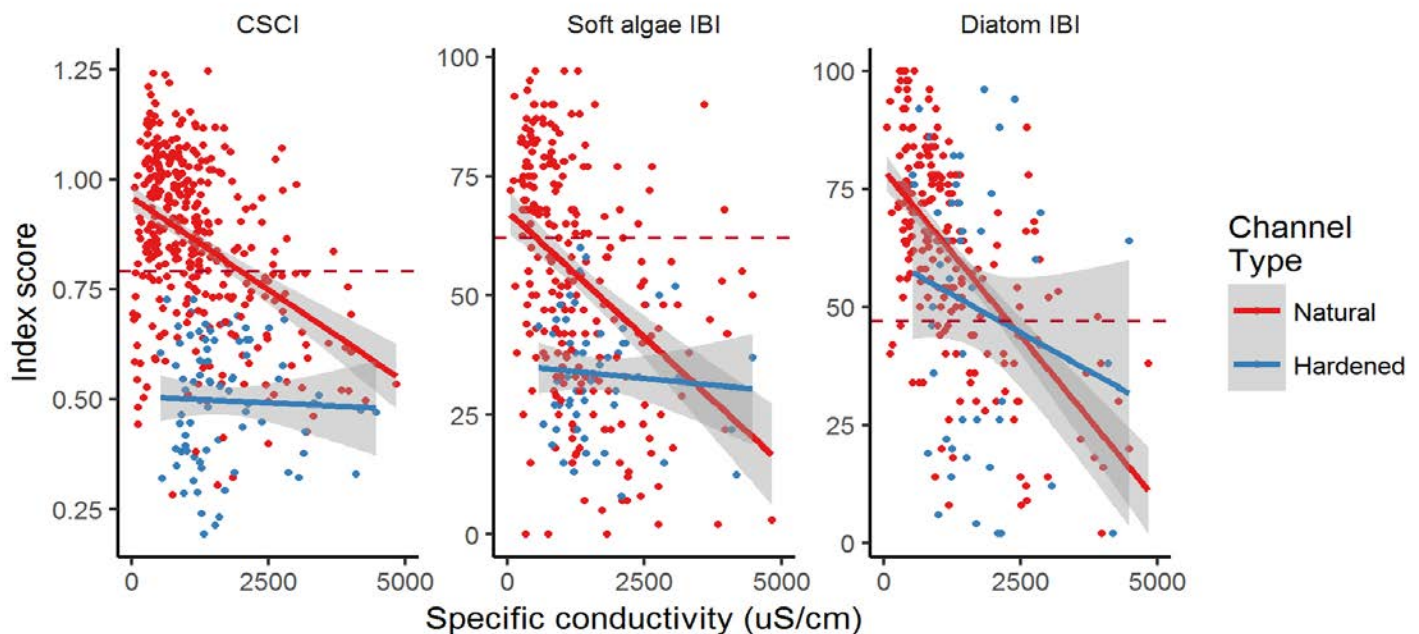 CSCI
Soft algae IBI
Diatom IBI
Index score
1.25
1.00
0.75
0.50
0.25
100
75
50
25
0
100
75
50
25
0
0
2500
5000
0
2500
5000
0
2500
5000
Specific conductivity (uS/cm)
Channel
Type
Natural
Hardened